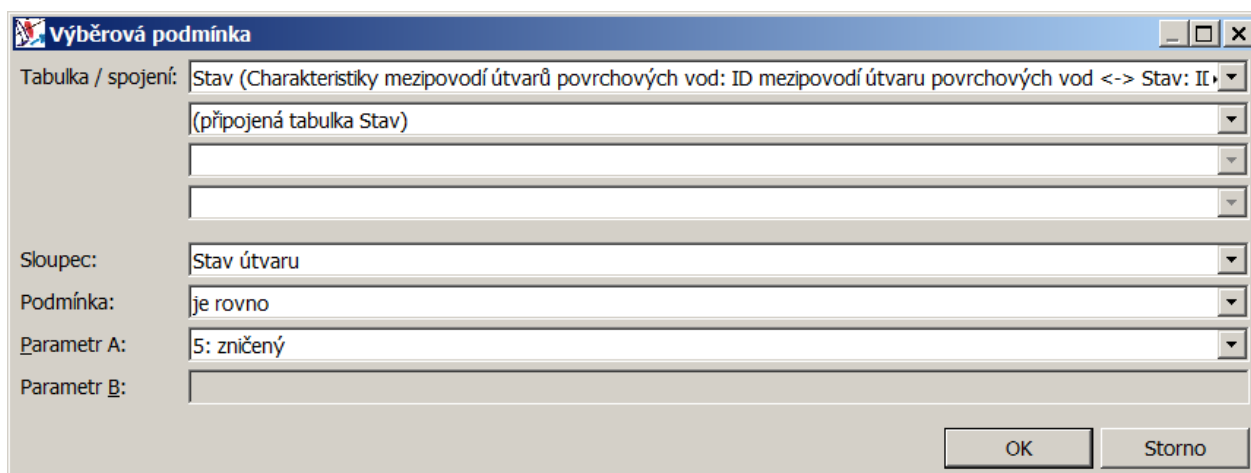 Výběrová podmínka
Tabulka / spojení: Stav (Charakteristiky mezipovodí útvarů povrchových vod: ID mezipovodí útvaru povrchových vod <-> Stav: II
(připojená tabulka Stav)
Sloupec: Stav útvaru
Podmínka: je rovno
Parametr A: 5: zničený
Parametr B:
OK Storno